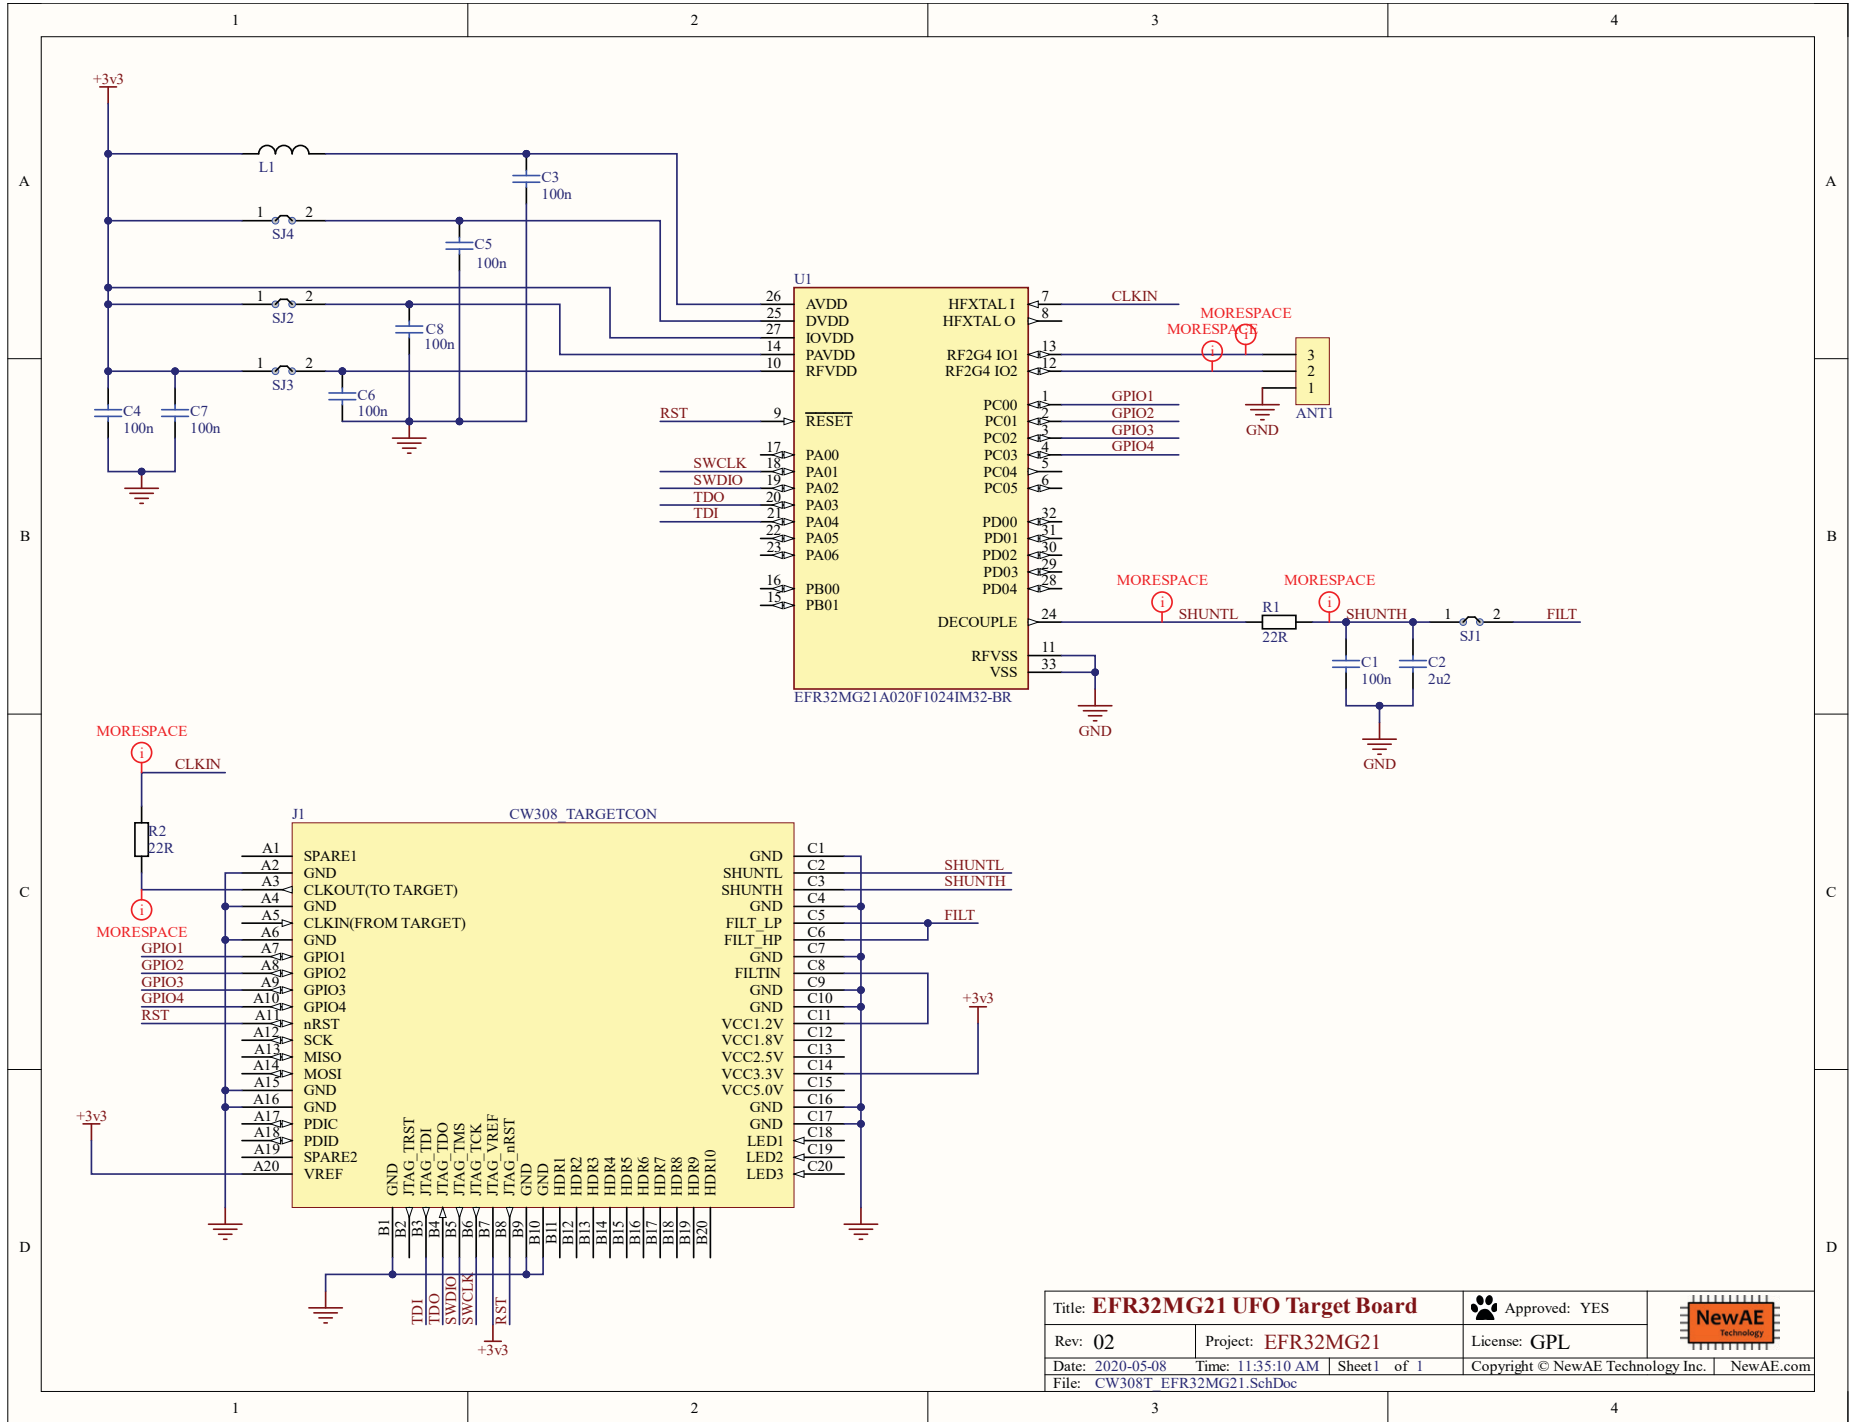 1 2 3 4
A A
B B
C C
D D
1 2 3 4
+3v3
L1
C3
100n
1 2
SJ4
C5
100n
1 2
SJ2
C8
100n
1 2
SJ3
C6
100n
C4
100n
C7
100n
U1
26 AVDD
25 DVDD
27 IOVDD
14 PAVDD
10 RFVDD
RST 9 RESET
17 PA00
SWCLK 18 PA01
SWDIO 19 PA02
TDO 20 PA03
TDI 21 PA04
22 PA05
23 PA06
16 PB00
15 PB01
HFXTAL I 7 CLKIN
HFXTAL O 8
MORESPACE
MORESPACE
RF2G4 IO1 13 3
RF2G4 IO2 12 2
1
ANT1
GND
PC00 1 GPIO1
PC01 2 GPIO2
PC02 3 GPIO3
PC03 4 GPIO4
PC04 5
PC05 6
PD00 32
PD01 31
PD02 30
PD03 29
PD04 28
DECOUPLE 24
RFVSS 11
VSS 33
EFR32MG21A020F1024IM32-BR
GND
MORESPACE
MORESPACE
SHUNTL
R1
22R
SHUNTH
1 2
SJ1
FILT
C1
100n
C2
2u2
GND
MORESPACE
CLKIN
R2
22R
MORESPACE
J1
CW308_TARGETCON
A1 SPARE1
A2 GND
A3 CLKOUT(TO TARGET)
A4 GND
A5 CLKIN(FROM TARGET)
A6 GND
GPIO1 A7 GPIO1
GPIO2 A8 GPIO2
GPIO3 A9 GPIO3
GPIO4 A10 GPIO4
RST A11 nRST
A12 SCK
A13 MISO
A14 MOSI
A15 GND
A16 GND
A17 PDIC
A18 PDID
A19 SPARE2
A20 VREF
+3v3
GND C1
SHUNTL C2 SHUNTL
SHUNTH C3 SHUNTH
GND C4
FILT_LP C5 FILT
FILT_HP C6
GND C7
FILTIN C8
GND C9
GND C10
VCC1.2V C11
VCC1.8V C12
VCC2.5V C13
VCC3.3V C14
VCC5.0V C15
GND C16
GND C17
LED1 C18
LED2 C19
LED3 C20
+3v3
GND B1
JTAG_TRST B2
JTAG_TDI B3 TDI
JTAG_TDO B4 TDO
JTAG_TMS B5 SWDIO
JTAG_TCK B6 SWCLK
JTAG_VREF B7
JTAG_nRST B8 RST
GND B9
GND B10
HDR1 B11
HDR2 B12
HDR3 B13
HDR4 B14
HDR5 B15
HDR6 B16
HDR7 B17
HDR8 B18
HDR9 B19
HDR10 B20
+3v3
Title: EFR32MG21 UFO Target Board
Approved: YES
Rev: 02
Project: EFR32MG21
License: GPL
Date: 2020-05-08 Time: 11:35:10 AM Sheet1 of 1
Copyright © NewAE Technology Inc. NewAE.com
File: CW308T_EFR32MG21.SchDoc
NewAE
Technology